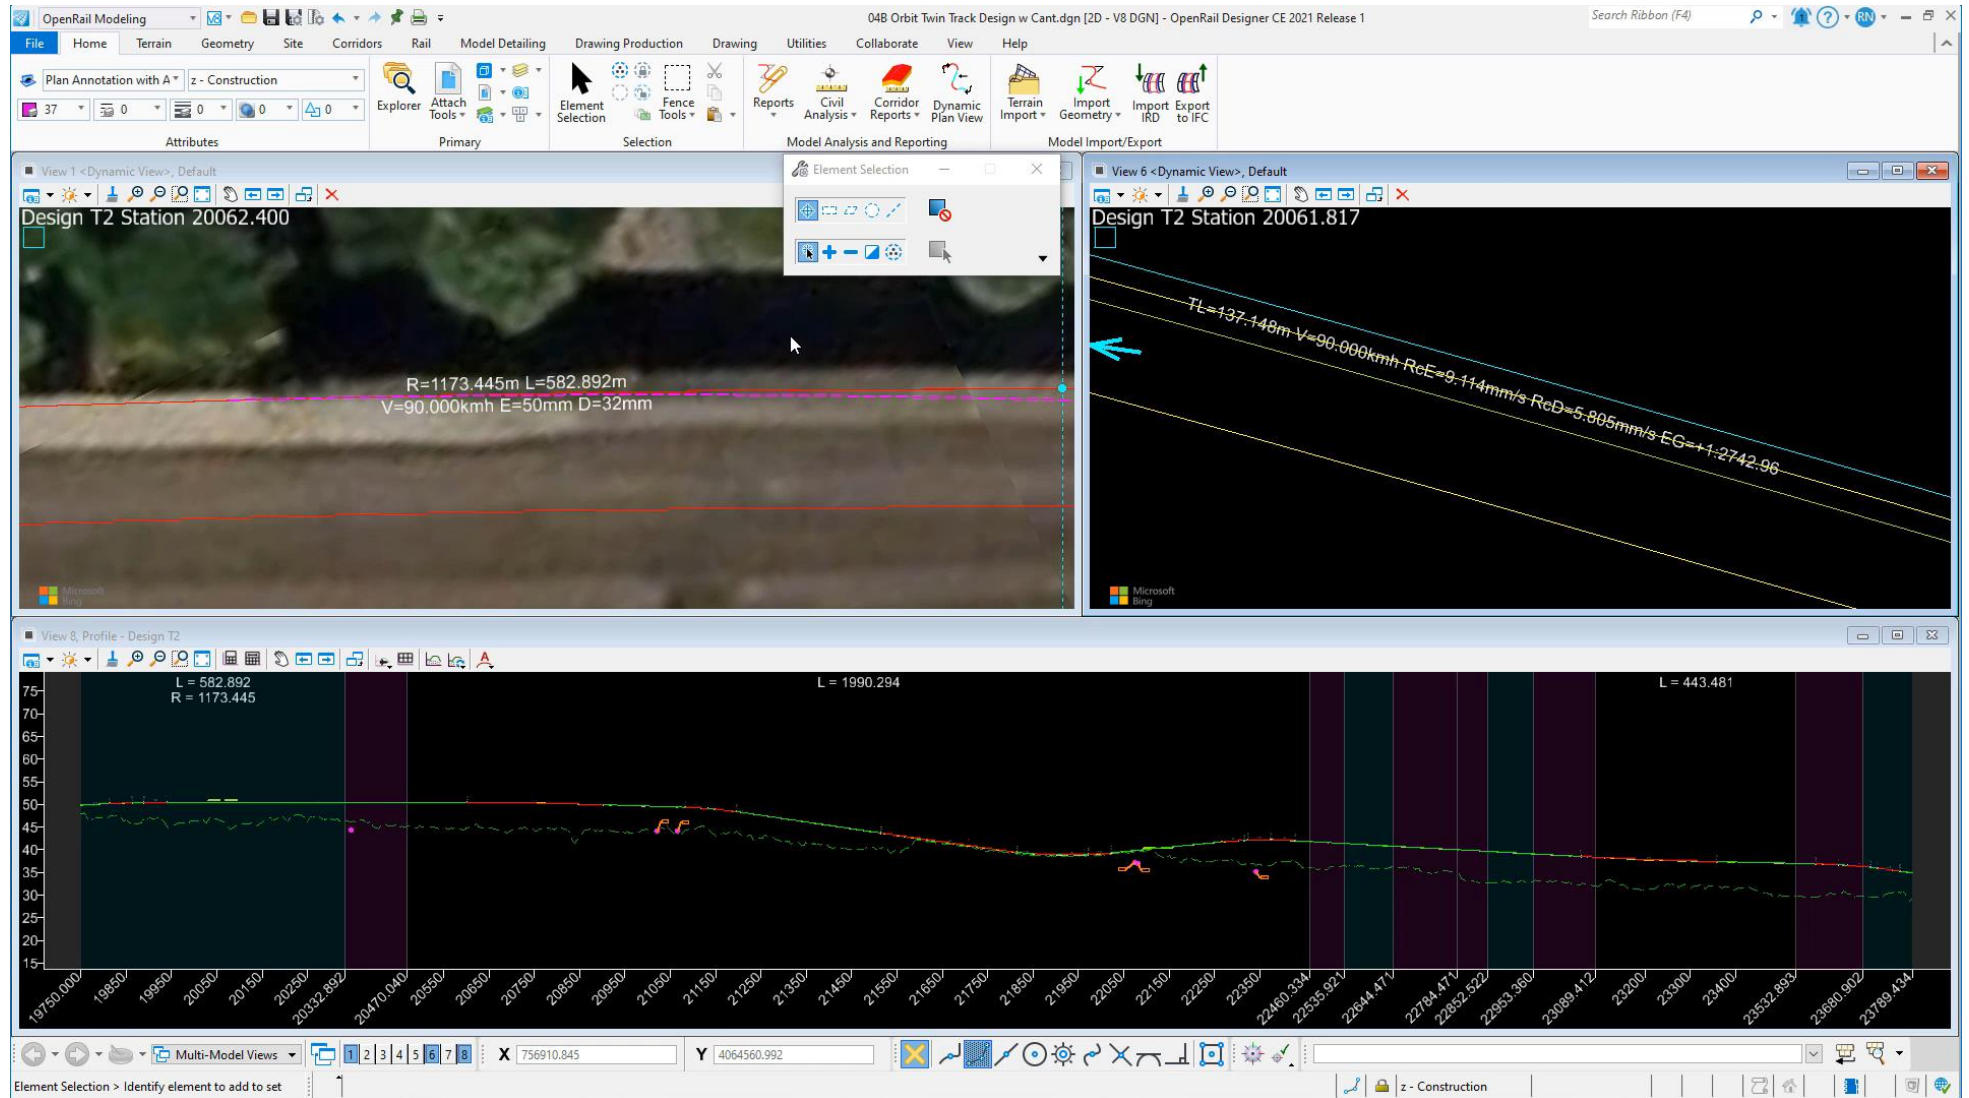 OpenRail Modeling
04B Orbit Twin Track Design w Cant.dgn [2D - V8 DGN] - OpenRail Designer CE 2021 Release 1
Search Ribbon (F4)
RN
File Home Terrain Geometry Site Corridors Rail Model Detailing Drawing Production Drawing Utilities Collaborate View Help
Plan Annotation with A
z - Construction
37 0 0 0 0
Attributes
Explorer
Attach Tools
Primary
Element Selection
Fence Tools
Selection
Reports
Civil Analysis
Corridor Reports
Dynamic Plan View
Model Analysis and Reporting
Terrain Import
Import Geometry
Import IRD
Export to IFC
Model Import/Export
View 1 <Dynamic View>, Default
Design T2 Station 20062.400
R=1173.445m L=582.892m
V=90.000kmh E=50mm D=32mm
Microsoft
Bing
Element Selection
View 6 <Dynamic View>, Default
Design T2 Station 20061.817
TL=137.148m V=90.000kmh RcE=9.114mm/s RcD=5.805mm/s EG=+1:2742.96
Microsoft
Bing
View 8, Profile - Design T2
L = 582.892
R = 1173.445
L = 1990.294
L = 443.481
75
70
65
60
55
50
45
40
35
30
25
20
15
19750.000 19850 19950 20050 20150 20250 20332.892 20470.040 20550 20650 20750 20850 20950 21050 21150 21250 21350 21450 21550 21650 21750 21850 21950 22050 22150 22250 22350 22460.334 22535.921 22644.471 22784.471 22852.522 22953.360 23089.412 23200 23300 23400 23532.893 23680.902 23789.434
Multi-Model Views 1 2 3 4 5 6 7 8 X 756910.845 Y 4064560.992
Element Selection > Identify element to add to set
z - Construction